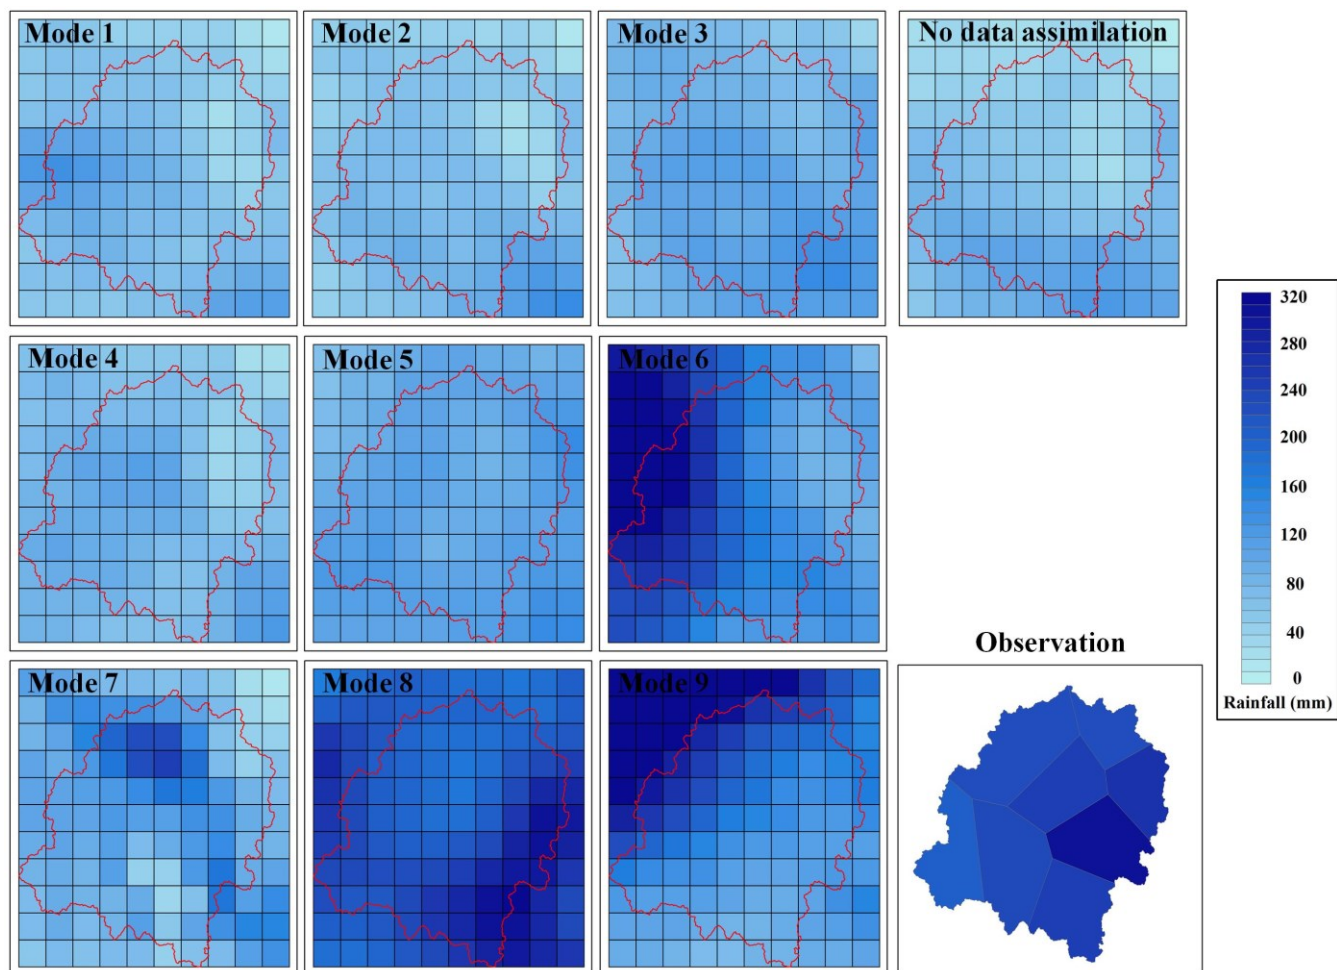 Mode 1
Mode 2
Mode 3
No data assimilation
Mode 4
Mode 5
Mode 6
Mode 7
Mode 8
Mode 9
Observation
320
280
240
200
160
120
80
40
0
Rainfall (mm)